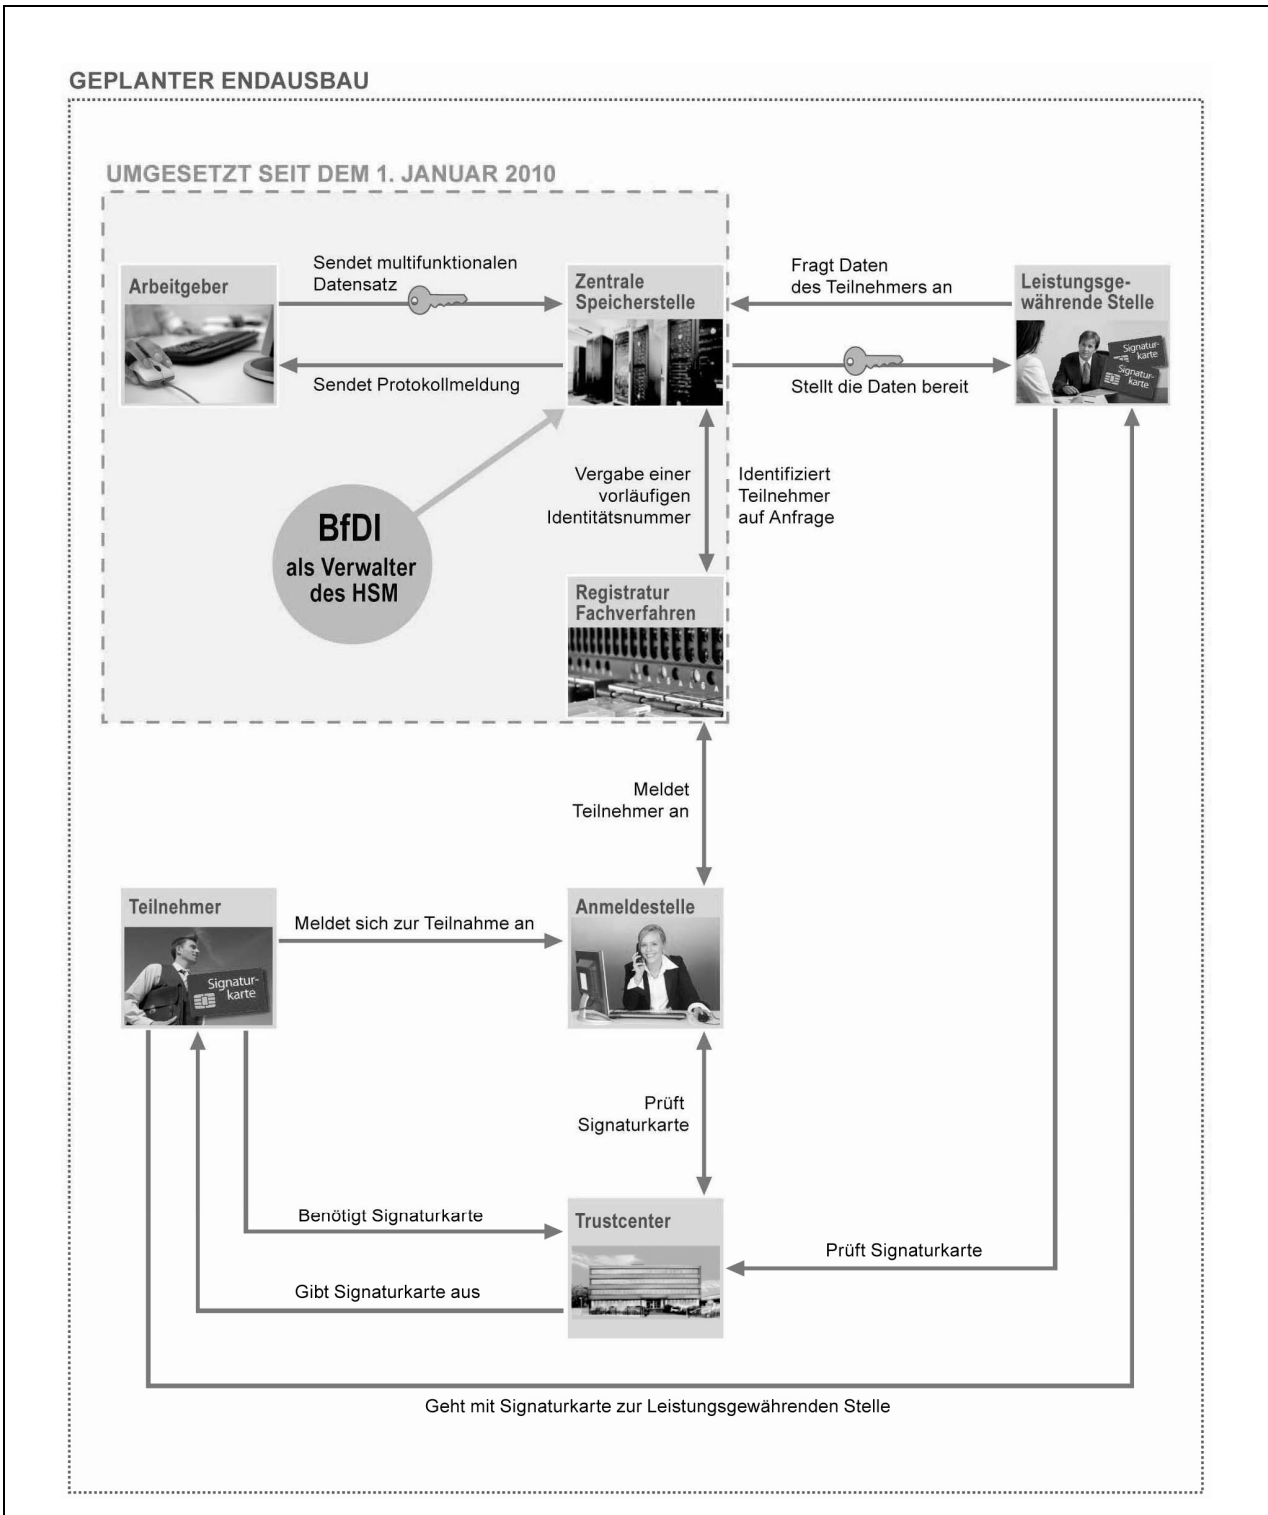 GEPLANTER ENDAUSBAU
UMGESETZT SEIT DEM 1. JANUAR 2010
Arbeitgeber
Sendet multifunktionalen
Datensatz
Sendet Protokollmeldung
Zentrale
Speicherstelle
Fragt Daten
des Teilnehmers an
Stellt die Daten bereit
Leistungsge-
währende Stelle
Signatur-
karte
Signatur-
karte
BfDI
als Verwalter
des HSM
Vergabe einer
vorläufigen
Identitätsnummer
Identifiziert
Teilnehmer
auf Anfrage
Registratur
Fachverfahren
Meldet
Teilnehmer an
Teilnehmer
Signatur-
karte
Meldet sich zur Teilnahme an
Anmeldestelle
Prüft
Signaturkarte
Benötigt Signaturkarte
Gibt Signaturkarte aus
Trustcenter
Prüft Signaturkarte
Geht mit Signaturkarte zur Leistungsgewährenden Stelle